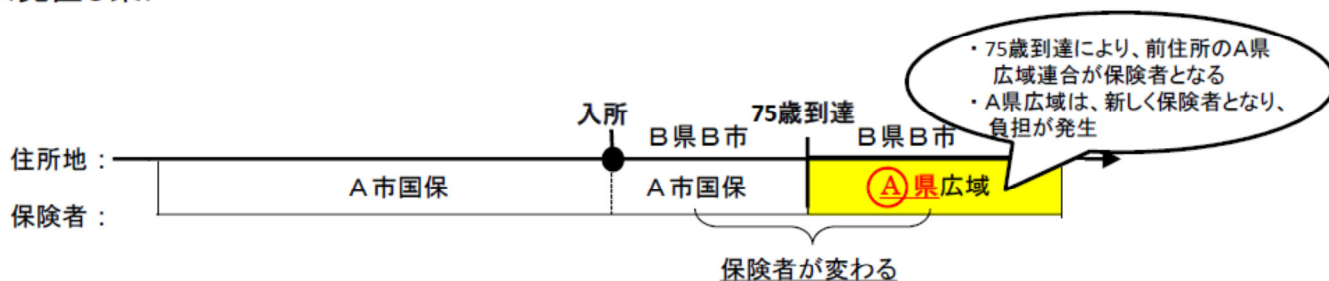 ・75歳到達により、前住所のA県
広域連合が保険者となる
・A県広域は、新しく保険者となり、
負担が発生
入所
75歳到達
B県B市
B県B市
住所地：
A市国保
A市国保
A県広域
保険者：
保険者が変わる